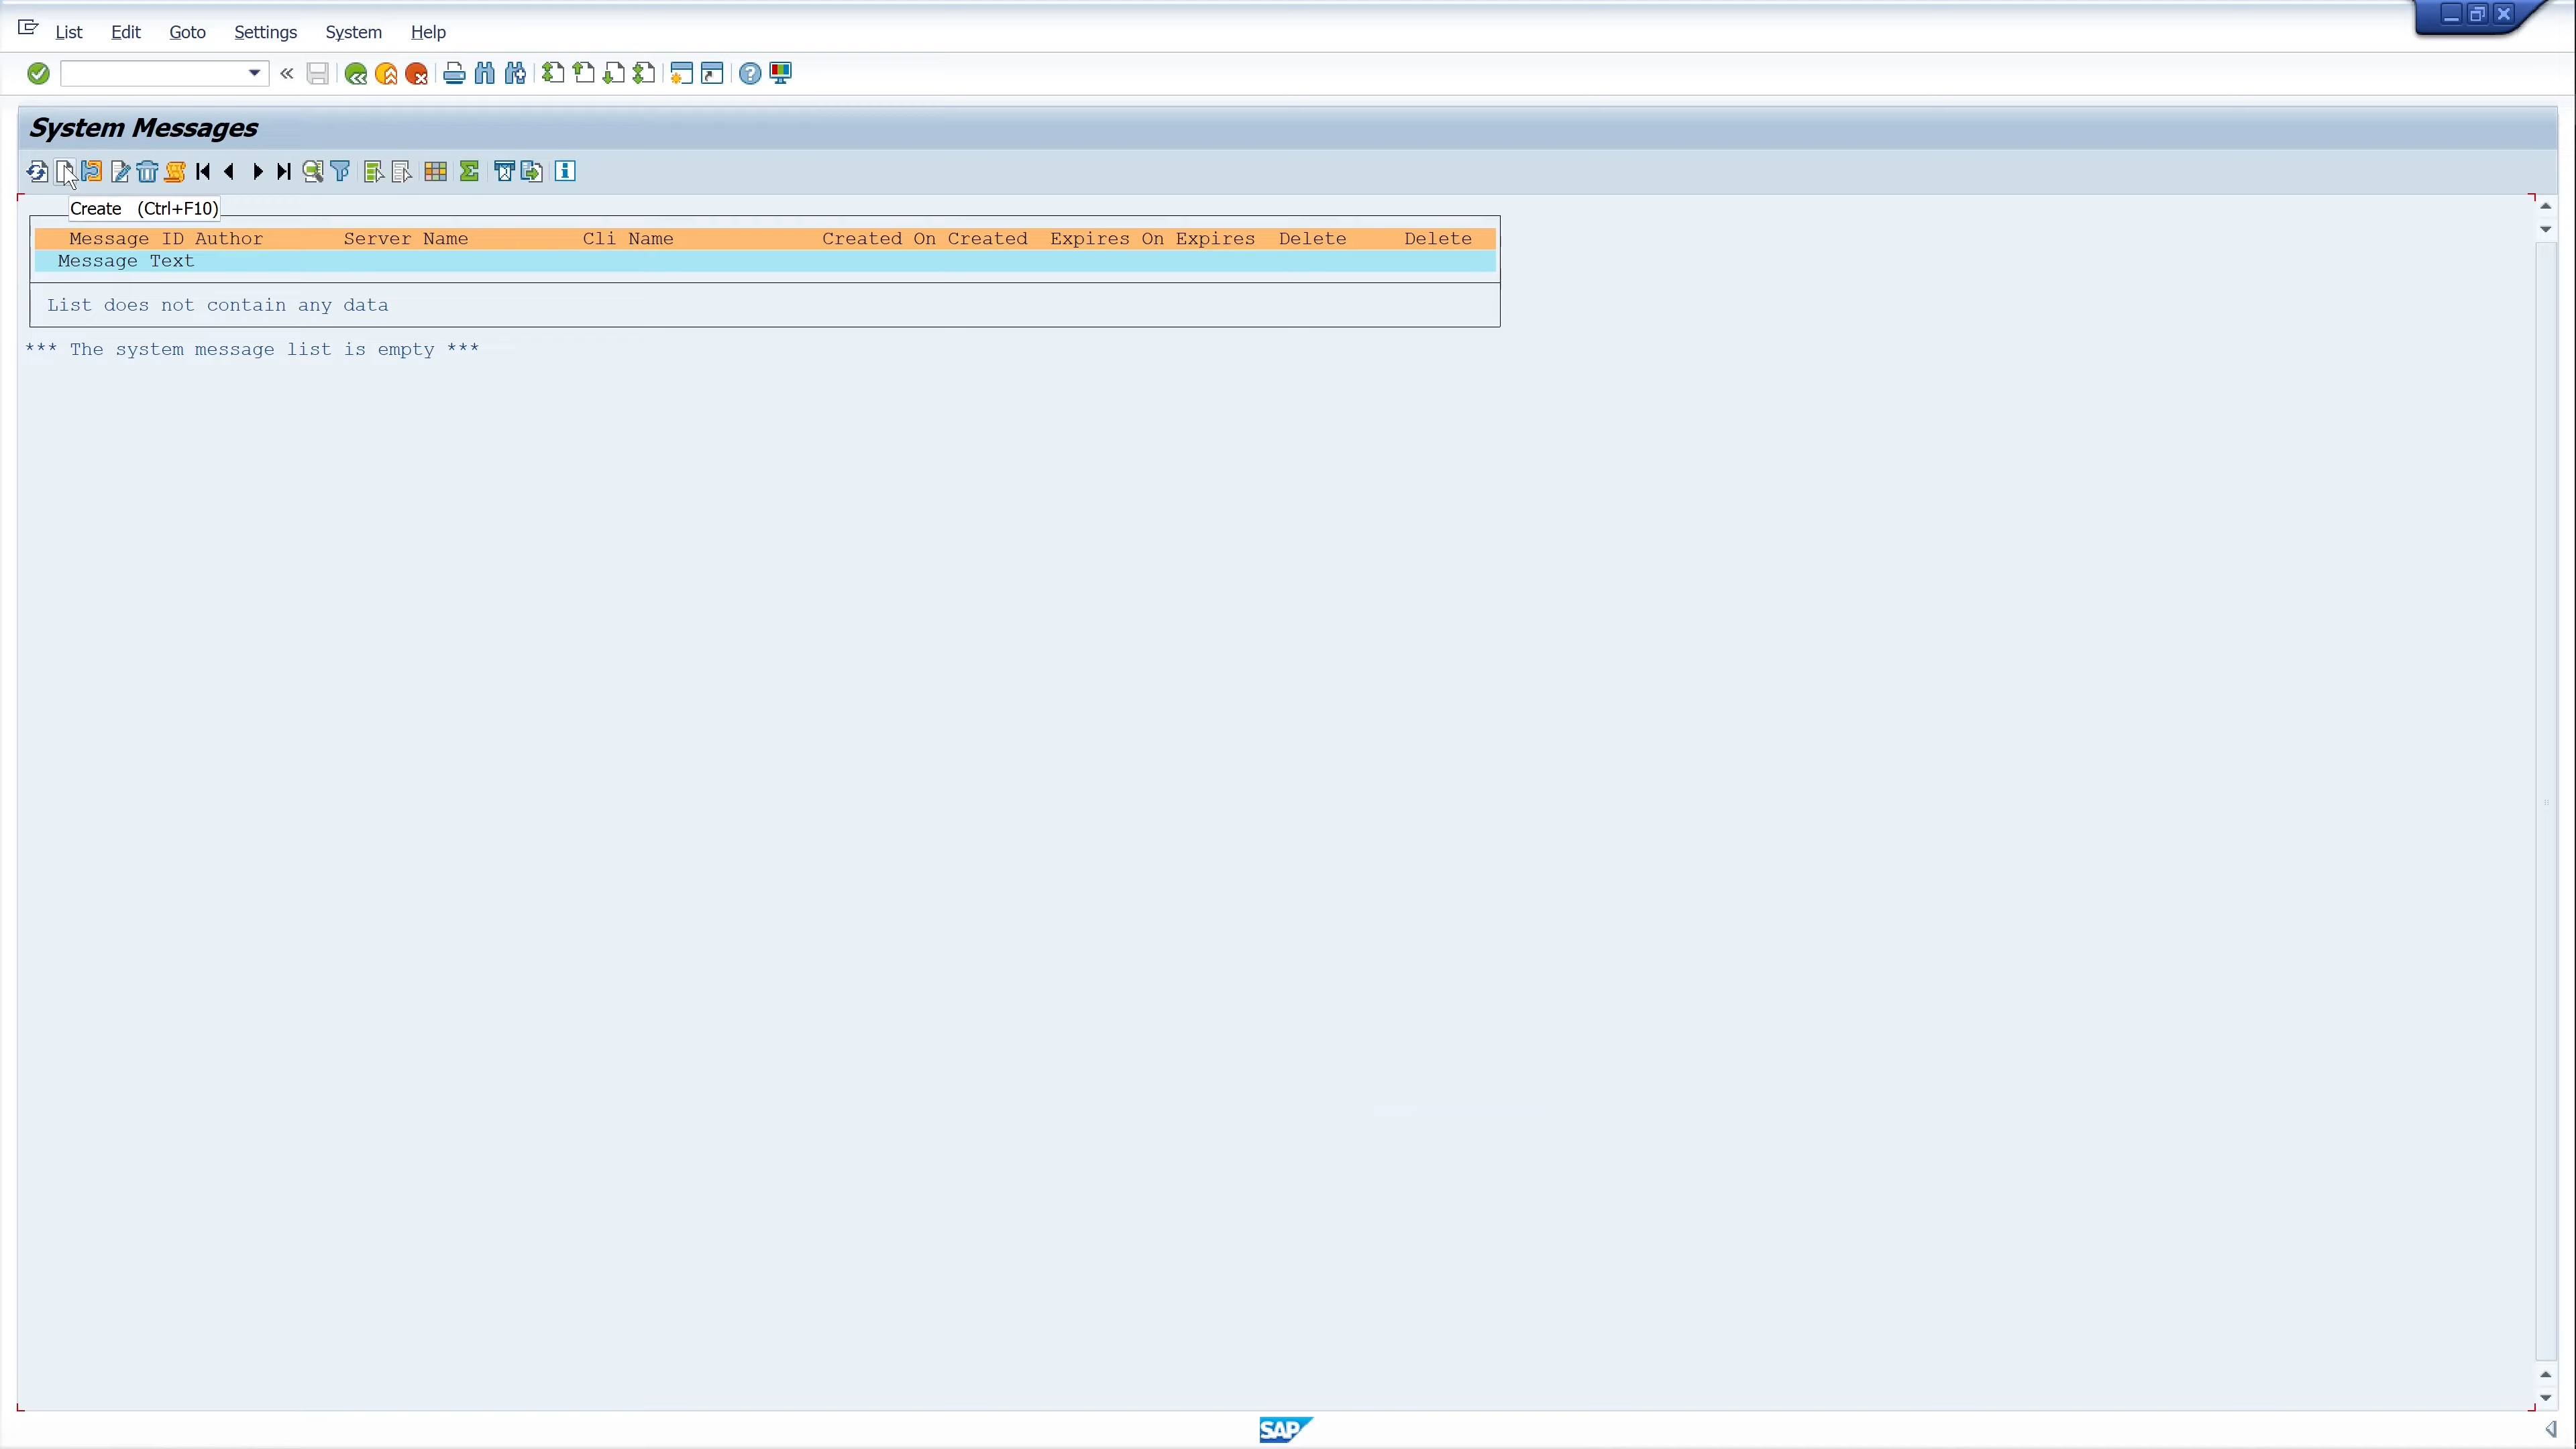 List Edit Goto Settings System Help
System Messages
Create (Ctrl+F10)
Message ID Author Server Name Cli Name Created On Created Expires On Expires Delete Delete
Message Text
List does not contain any data
*** The system message list is empty ***
SAP